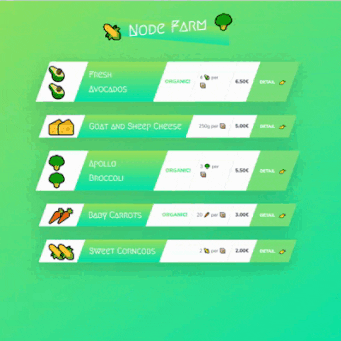 Node Farm
Fresh
Avocados
ORGANIC!
4 🥑 per
6.50€
DETAIL
Goat and Sheep Cheese
250g per
5.00€
DETAIL
Apollo
Broccoli
ORGANIC!
3 🥦 per
5.50€
DETAIL
Baby Carrots
ORGANIC!
20 🥕 per
3.00€
DETAIL
Sweet Corncobs
2 🌽 per
2.00€
DETAIL